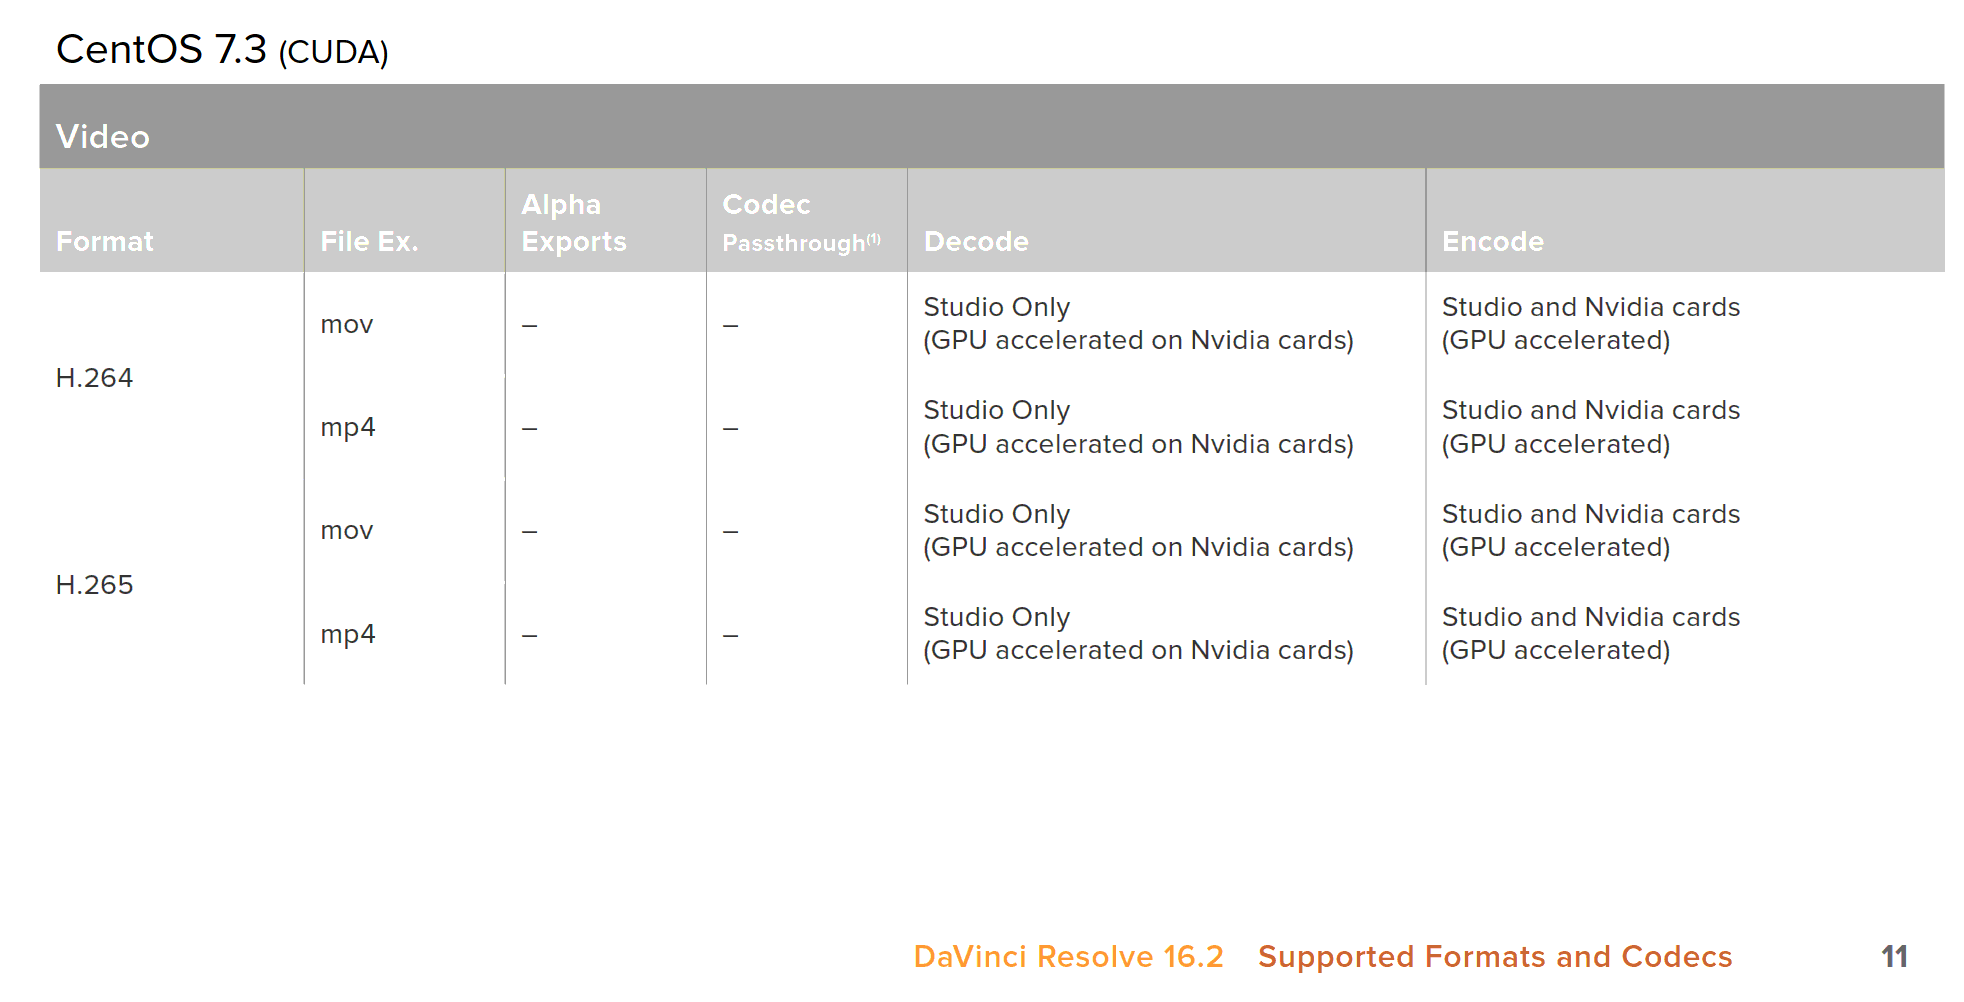 CentOS 7.3 (CUDA)
Video
Format
File Ex.
Alpha
Exports
Codec
Passthrough(1)
Decode
Encode
H.264
mov
–
–
Studio Only
(GPU accelerated on Nvidia cards)
Studio and Nvidia cards
(GPU accelerated)
mp4
–
–
Studio Only
(GPU accelerated on Nvidia cards)
Studio and Nvidia cards
(GPU accelerated)
H.265
mov
–
–
Studio Only
(GPU accelerated on Nvidia cards)
Studio and Nvidia cards
(GPU accelerated)
mp4
–
–
Studio Only
(GPU accelerated on Nvidia cards)
Studio and Nvidia cards
(GPU accelerated)
DaVinci Resolve 16.2 Supported Formats and Codecs 11